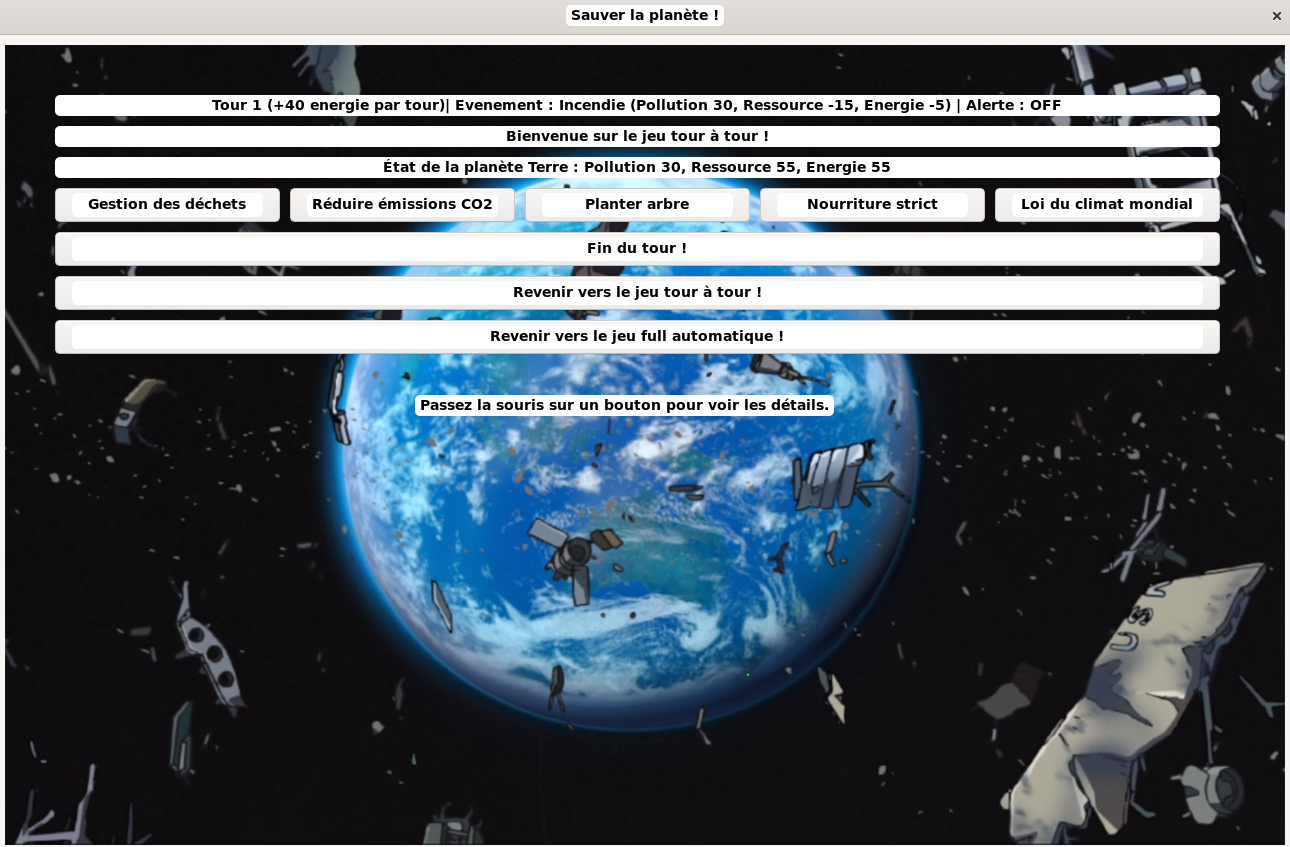 Sauver la planète !
Tour 1 (+40 energie par tour)| Evenement : Incendie (Pollution 30, Ressource -15, Energie -5) | Alerte : OFF
Bienvenue sur le jeu tour à tour !
État de la planète Terre : Pollution 30, Ressource 55, Energie 55
Gestion des déchets Réduire émissions CO2 Planter arbre Nourriture strict Loi du climat mondial
Fin du tour !
Revenir vers le jeu tour à tour !
Revenir vers le jeu full automatique !
Passez la souris sur un bouton pour voir les détails.